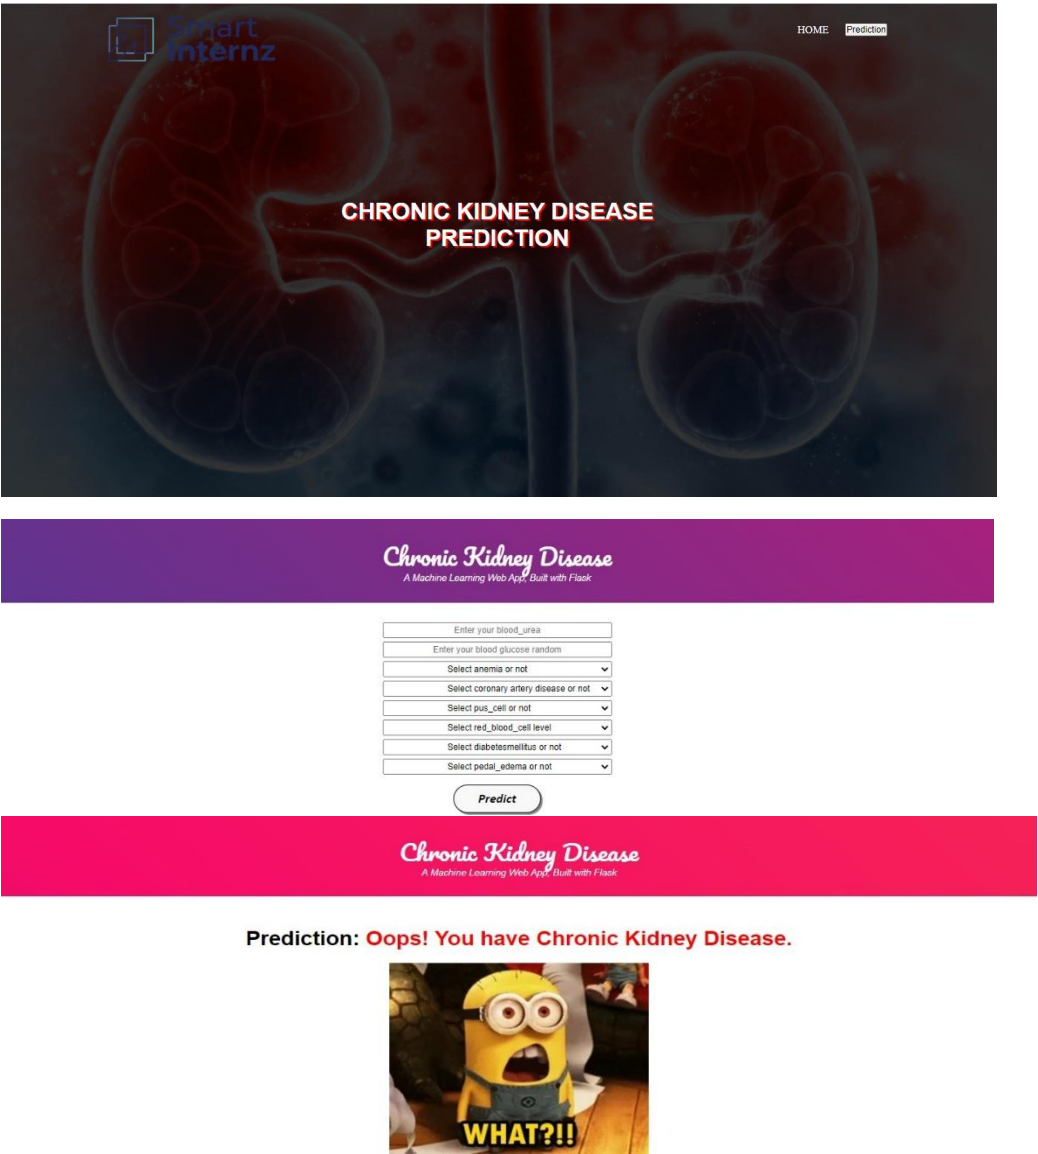 Smart
Internz
HOME Prediction
CHRONIC KIDNEY DISEASE
PREDICTION
Chronic Kidney Disease
A Machine Learning Web App, Built with Flask
Enter your blood_urea
Enter your blood glucose random
Select anemia or not
Select coronary artery disease or not
Select pus_cell or not
Select red_blood_cell level
Select diabetesmellitus or not
Select pedal_edema or not
Predict
Chronic Kidney Disease
A Machine Learning Web App, Built with Flask
Prediction: Oops! You have Chronic Kidney Disease.
WHAT?!!